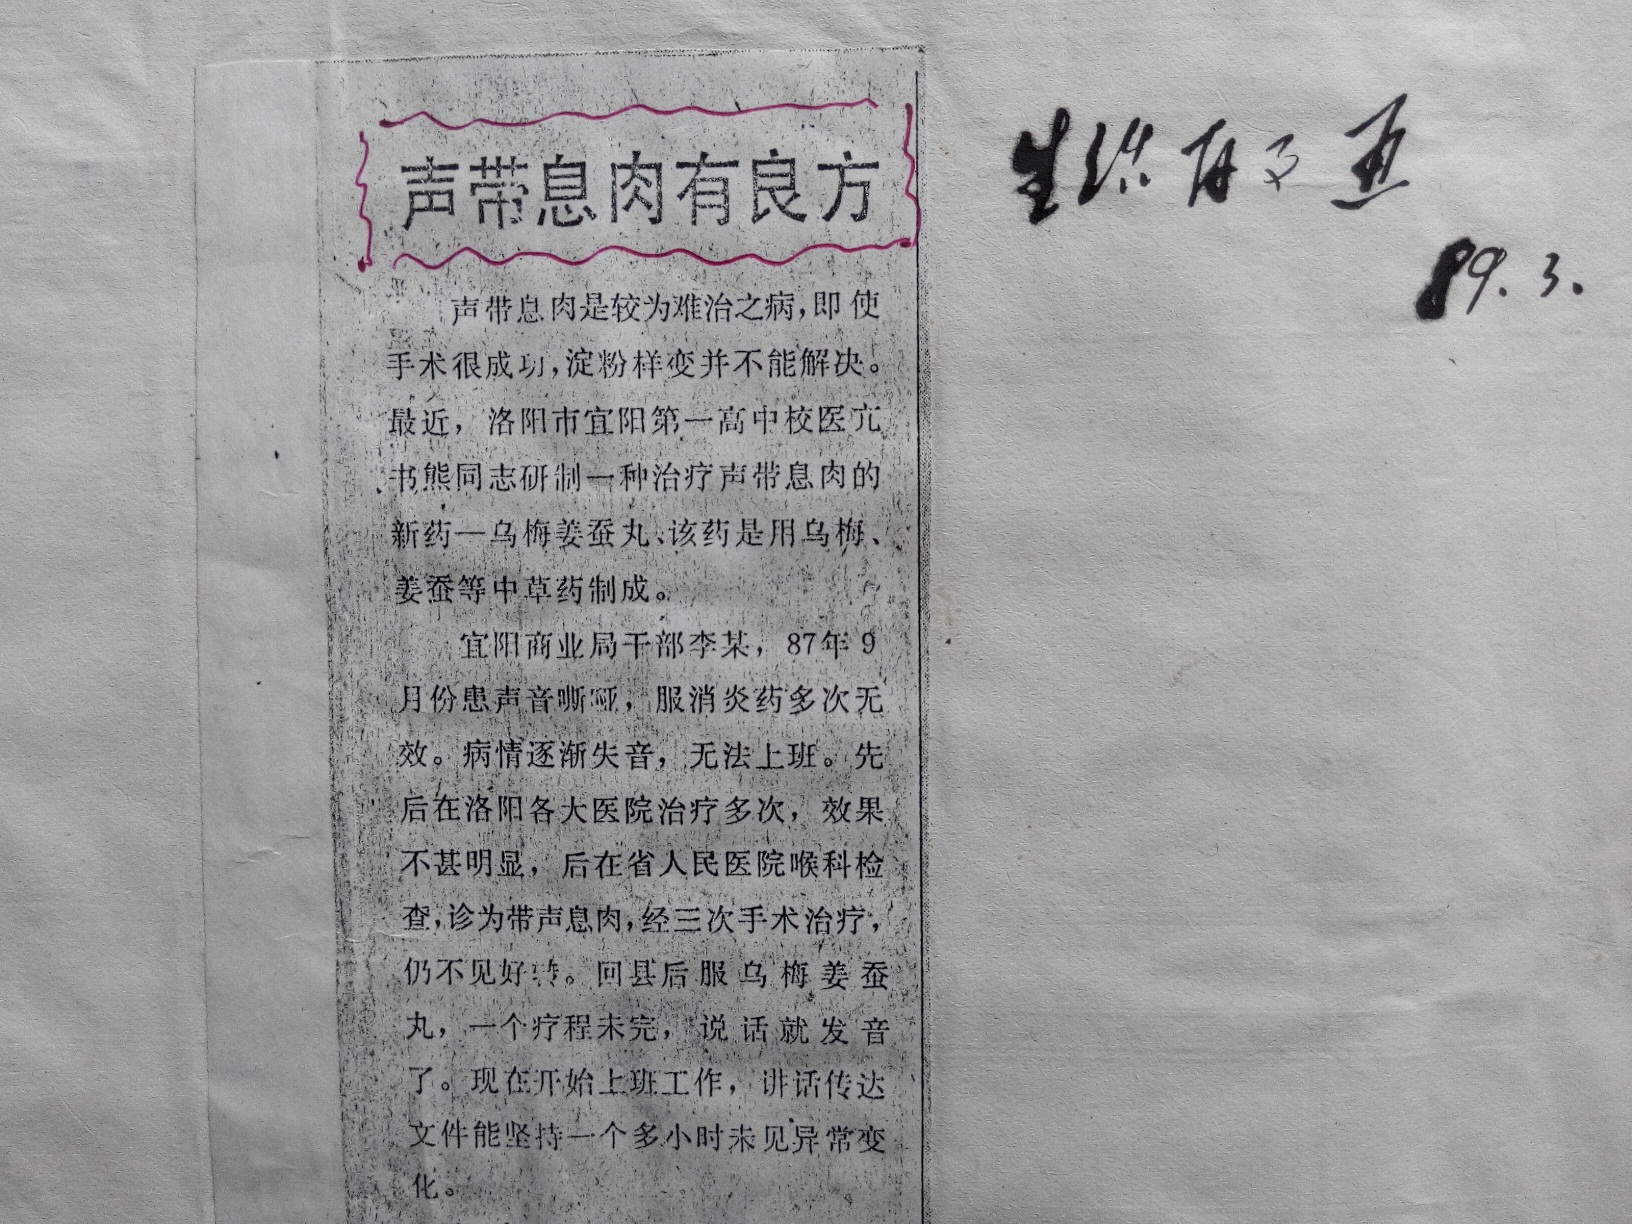 声带息肉有良方
声带息肉是较为难治之病,即使
手术很成功,淀粉样变并不能解决。
最近，洛阳市宜阳第一高中校医亢
书熊同志研制一种治疗声带息肉的
新药—乌梅姜蚕丸、该药是用乌梅、
姜蚕等中草药制成。
宜阳商业局干部李某，87年9
月份患声音嘶哑，服消炎药多次无
效。病情逐渐失音，无法上班。先
后在洛阳各大医院治疗多次，效果
不甚明显，后在省人民医院喉科检
查,诊为带声息肉,经三次手术治疗,
仍不见好转。回县后服乌梅姜蚕
丸，一个疗程未完，说话就发音
了。现在开始上班工作，讲话传达
文件能坚持一个多小时未见异常变
化。
89.3.